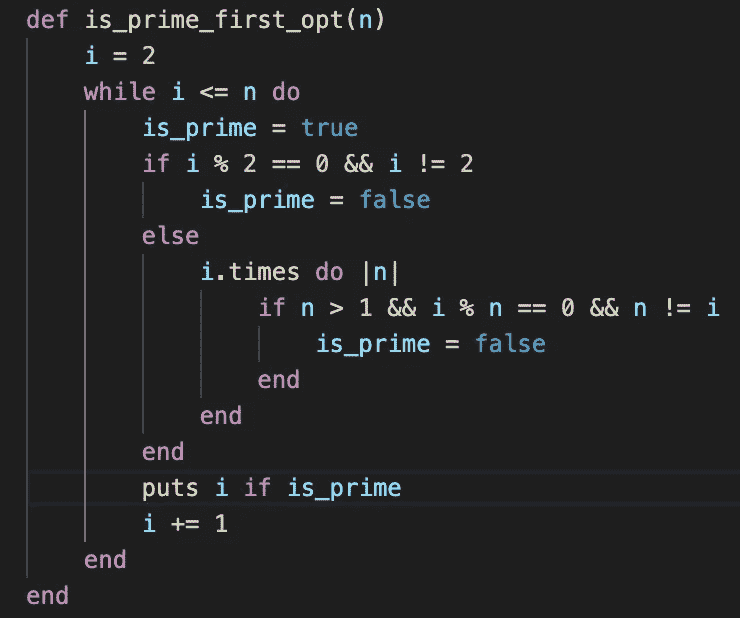 def is_prime_first_opt(n)
    i = 2
    while i <= n do
        is_prime = true
        if i % 2 == 0 && i != 2
            is_prime = false
        else
            i.times do |n|
                if n > 1 && i % n == 0 && n != i
                    is_prime = false
                end
            end
        end
        puts i if is_prime
        i += 1
    end
end